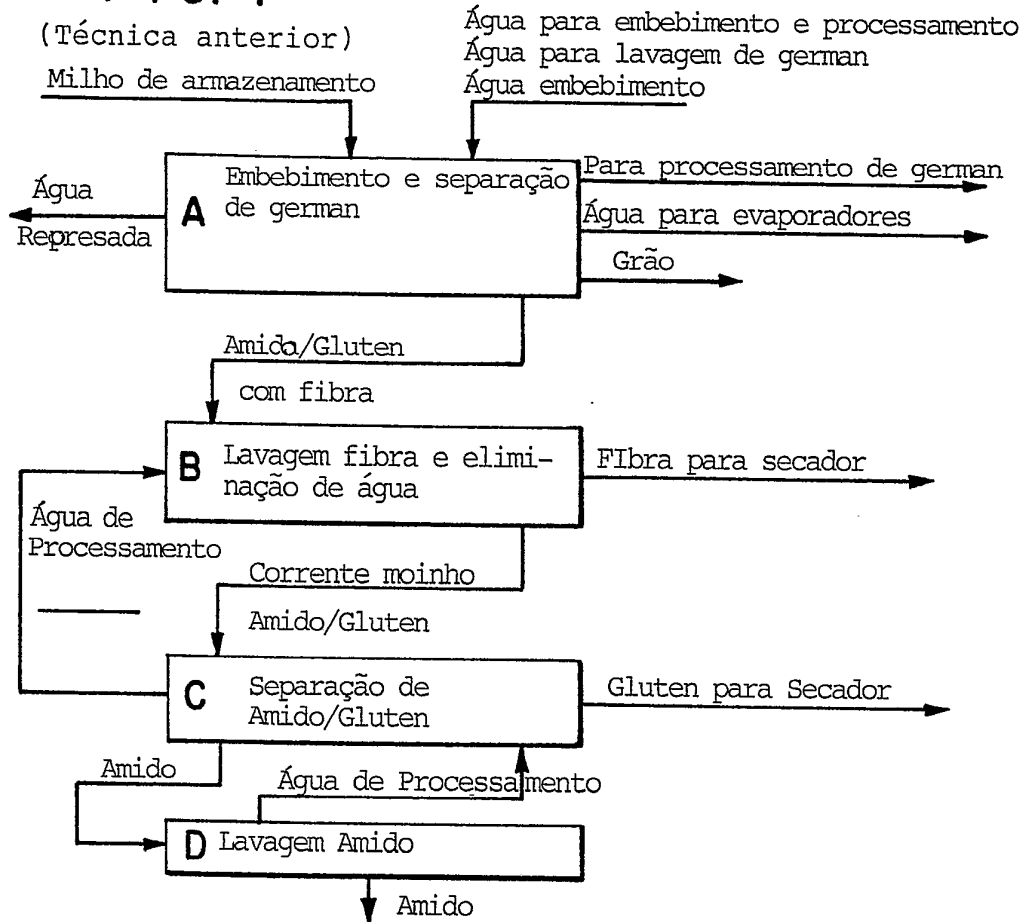 (Técnica anterior)
Milho de armazenamento
Água para embebimento e processamento
Água para lavagem de german
Água embebimento
A Embebimento e separação
de german
Água
Represada
Para processamento de german
Água para evaporadores
Grão
Amido/Gluten
com fibra
B Lavagem fibra e elimi-
nação de água
FIbra para secador
Água de
Processamento
Corrente moinho
Amido/Gluten
C Separação de
Amido/Gluten
Gluten para Secador
Amido
Água de Processamento
D Lavagem Amido
Amido